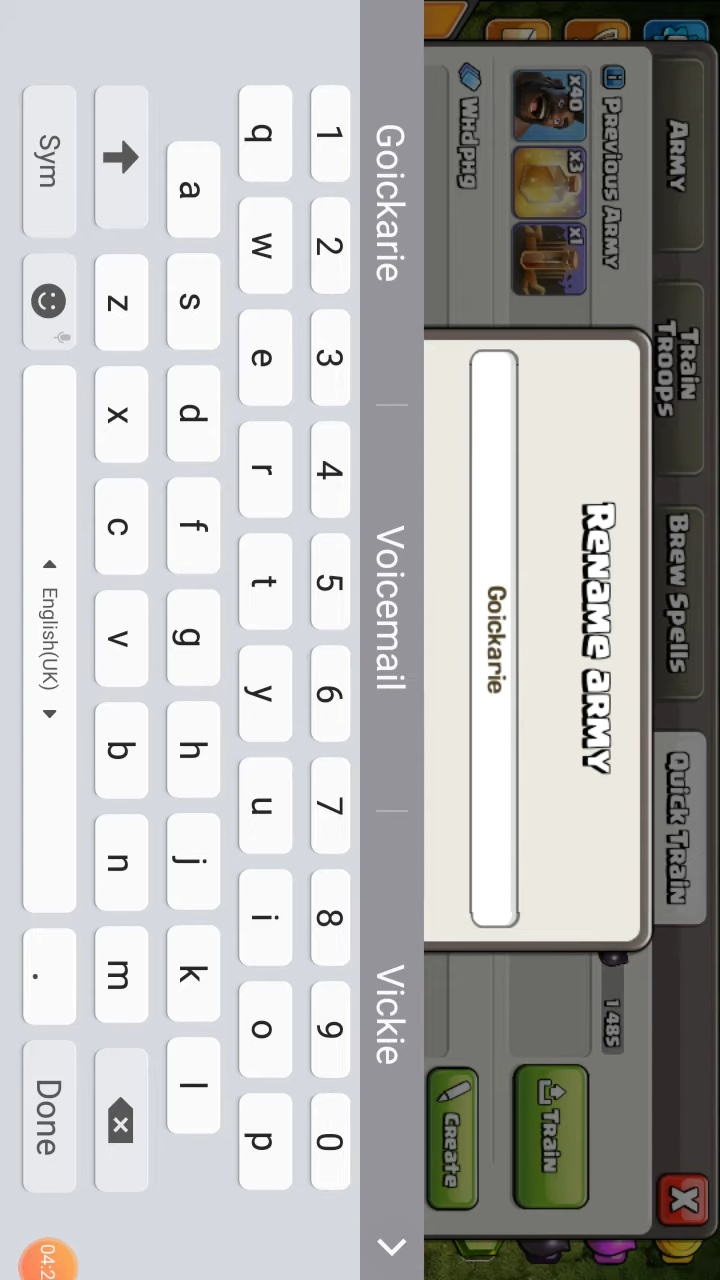 Army
Train Troops
Brew Spells
Quick Train
Previous Army
1485
x40
x3
x1
Train
Whdphg
Create
Rename army
Goickarie
Goickarie
Voicemail
Vickie
1 2 3 4 5 6 7 8 9 0
q w e r t y u i o p
a s d f g h j k l
z x c v b n m
Sym
English(UK)
.
Done